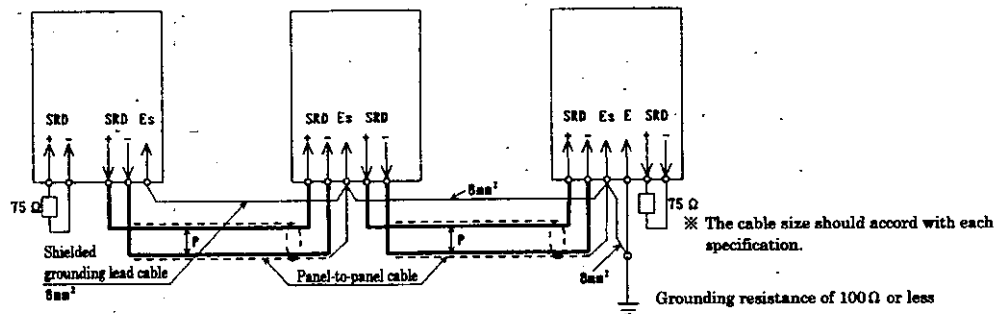 SRD SRD Es
+ - + -
SRD Es SRD
+ - + -
SRD Es E SRD
+ - + -
75 Ω
8mm²
75 Ω
※ The cable size should accord with each
specification.
P
P
Shielded
grounding lead cable
8mm²
Panel-to-panel cable
8mm²
Grounding resistance of 100Ω or less